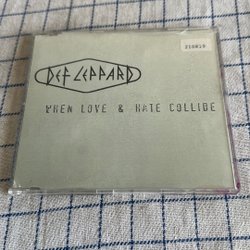 DEF LEPPARD
WHEN LOVE & HATE COLLIDE